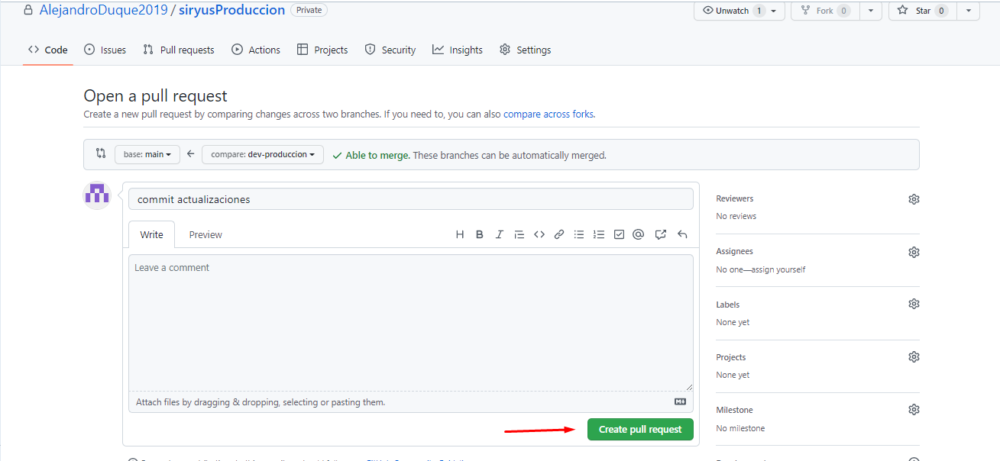 AlejandroDuque2019 / siryusProduccion Private Unwatch 1 Fork 0 Star 0
Code Issues Pull requests Actions Projects Security Insights Settings
Open a pull request
Create a new pull request by comparing changes across two branches. If you need to, you can also compare across forks.
base: main compare: dev-produccion Able to merge. These branches can be automatically merged.
commit actualizaciones
Write Preview
Leave a comment
Attach files by dragging & dropping, selecting or pasting them.
Create pull request
Reviewers
No reviews
Assignees
No one—assign yourself
Labels
None yet
Projects
None yet
Milestone
No milestone